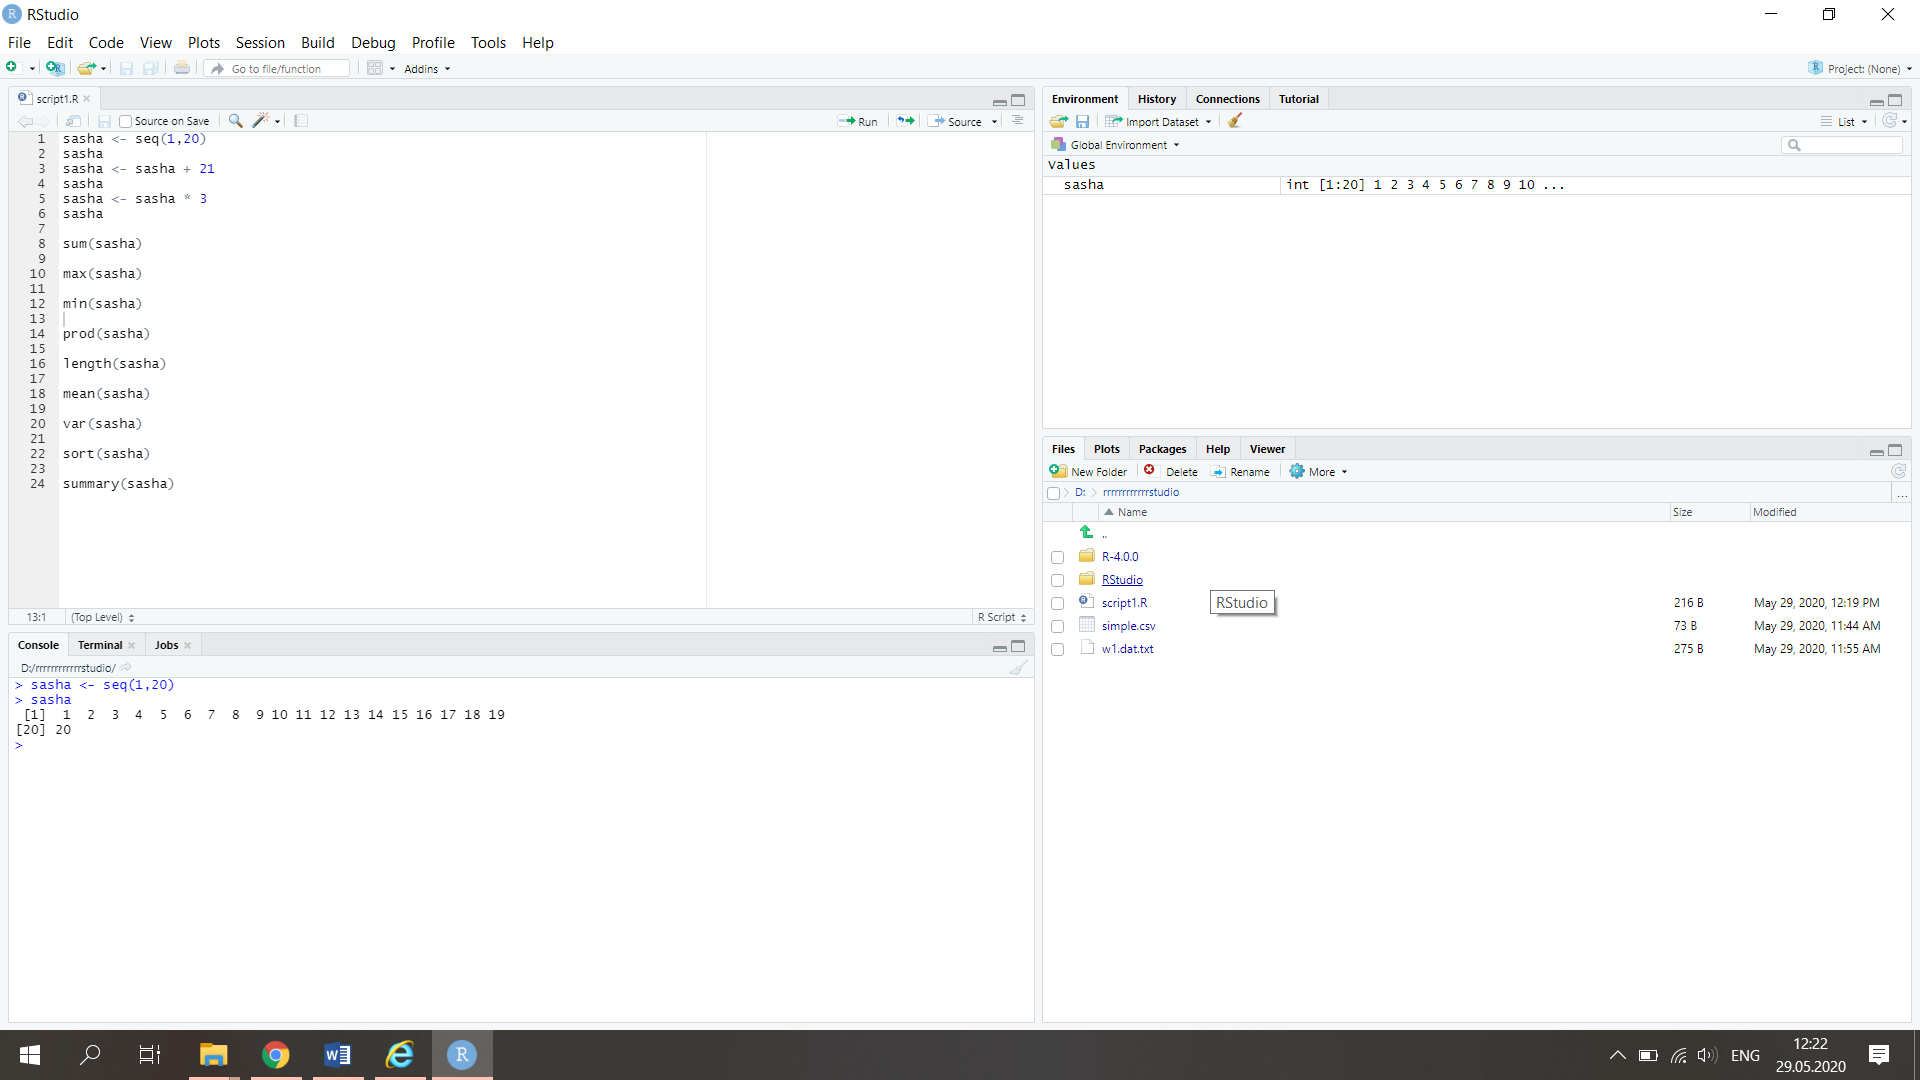 RStudio
File Edit Code View Plots Session Build Debug Profile Tools Help
Go to file/function Addins Project: (None)
script1.R
Source on Save Run Source
1 sasha <- seq(1,20)
2 sasha
3 sasha <- sasha + 21
4 sasha
5 sasha <- sasha * 3
6 sasha
7
8 sum(sasha)
9
10 max(sasha)
11
12 min(sasha)
13
14 prod(sasha)
15
16 length(sasha)
17
18 mean(sasha)
19
20 var(sasha)
21
22 sort(sasha)
23
24 summary(sasha)
13:1 (Top Level) R Script
Console Terminal Jobs
D:/rrrrrrrrrrrrstudio/
> sasha <- seq(1,20)
> sasha
[1] 1 2 3 4 5 6 7 8 9 10 11 12 13 14 15 16 17 18 19
[20] 20
>
Environment History Connections Tutorial
Import Dataset List
Global Environment
Values
sasha int [1:20] 1 2 3 4 5 6 7 8 9 10 ...
Files Plots Packages Help Viewer
New Folder Delete Rename More
D: rrrrrrrrrrrrstudio ...
Name Size Modified
..
R-4.0.0
RStudio
script1.R 216 B May 29, 2020, 12:19 PM
RStudio
simple.csv 73 B May 29, 2020, 11:44 AM
w1.dat.txt 275 B May 29, 2020, 11:55 AM
ENG 12:22
29.05.2020